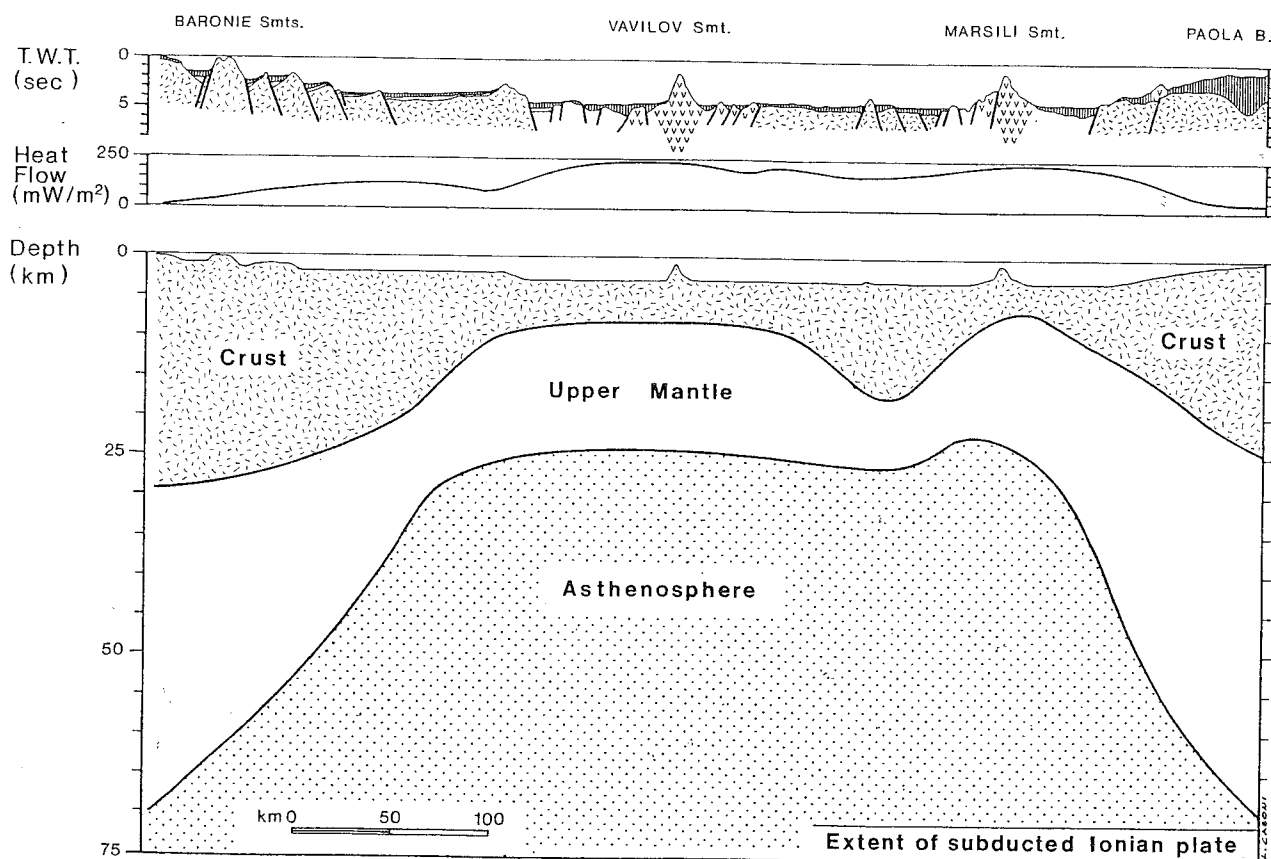 BARONIE Smts.
VAVILOV Smt.
MARSILI Smt.
PAOLA B.
T.W.T.
(sec)
0
5
Heat
Flow
(mW/m²)
250
0
Depth
(km)
0
25
50
75
Crust
Upper Mantle
Crust
Asthenosphere
km 0 50 100
Extent of subducted Ionian plate